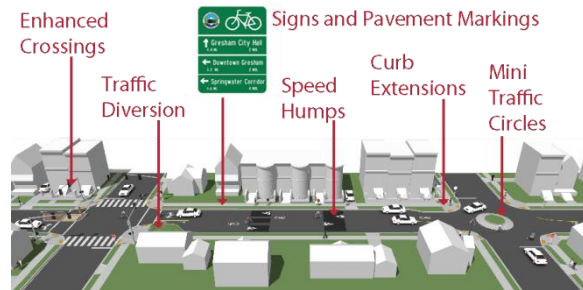 Enhanced
Crossings
Signs and Pavement Markings
Gresham City Hall
Downtown Gresham
Springwater Corridor
Traffic
Diversion
Speed
Humps
Curb
Extensions
Mini
Traffic
Circles